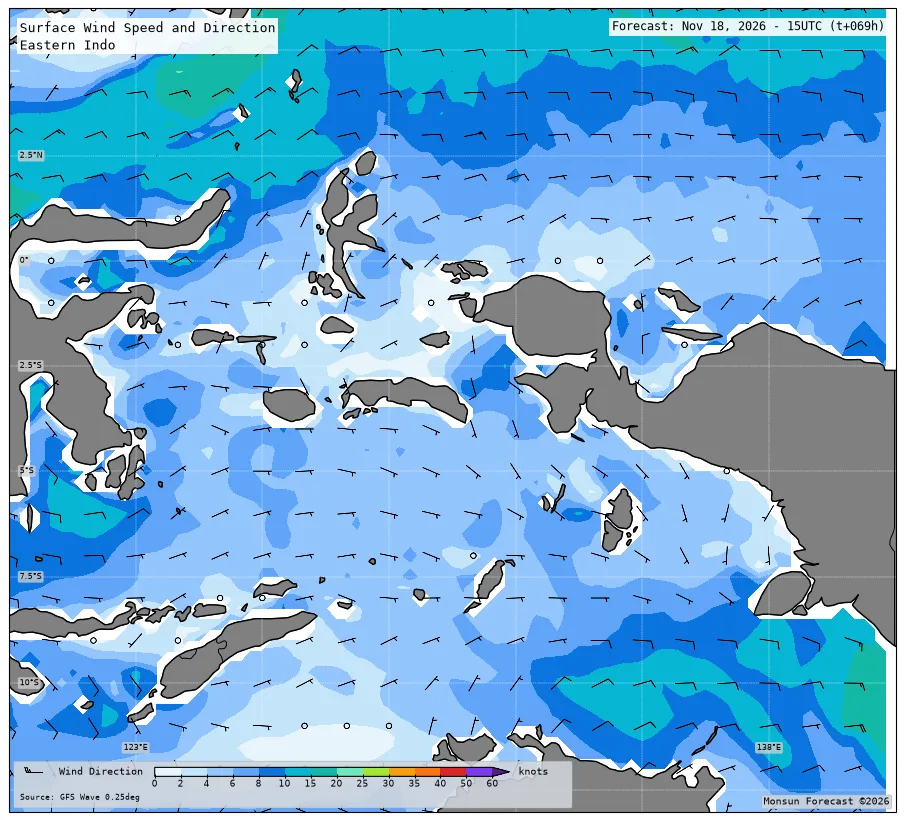 Surface Wind Speed and Direction
Eastern Indo
Forecast: Nov 18, 2026 - 15UTC (t+069h)
2.5°N
0°
2.5°S
5°S
7.5°S
10°S
123°E
138°E
Wind Direction
knots
0 2 4 6 8 10 15 20 25 30 35 40 50 60
Source: GFS Wave 0.25deg
Monsun Forecast ©2026